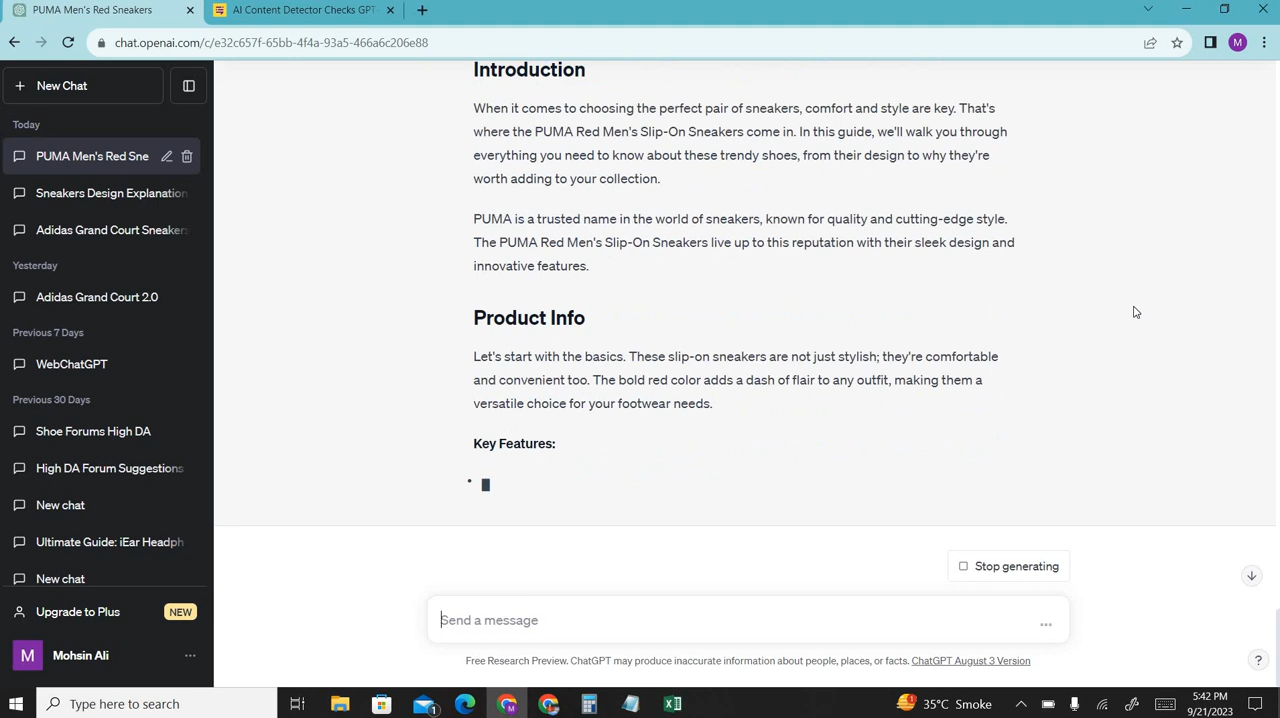 PUMA Men's Red Sneakers
AI Content Detector Checks GPT-
chat.openai.com/c/e32c657f-65bb-4f4a-93a5-466a6c206e88
M
New Chat
Today
PUMA Men's Red Sne
Sneakers Design Explanation
Adidas Grand Court Sneakers
Yesterday
Adidas Grand Court 2.0
Previous 7 Days
WebChatGPT
Previous 30 Days
Shoe Forums High DA
High DA Forum Suggestions
New chat
Ultimate Guide: iEar Headph
New chat
Upgrade to Plus
NEW
M
Mohsin Ali
...
Introduction
When it comes to choosing the perfect pair of sneakers, comfort and style are key. That's
where the PUMA Red Men's Slip-On Sneakers come in. In this guide, we'll walk you through
everything you need to know about these trendy shoes, from their design to why they're
worth adding to your collection.
PUMA is a trusted name in the world of sneakers, known for quality and cutting-edge style.
The PUMA Red Men's Slip-On Sneakers live up to this reputation with their sleek design and
innovative features.
Product Info
Let's start with the basics. These slip-on sneakers are not just stylish; they're comfortable
and convenient too. The bold red color adds a dash of flair to any outfit, making them a
versatile choice for your footwear needs.
Key Features:
•
Stop generating
Send a message
...
Free Research Preview. ChatGPT may produce inaccurate information about people, places, or facts. ChatGPT August 3 Version
?
Type here to search
1
M
35°C Smoke
5:42 PM
9/21/2023